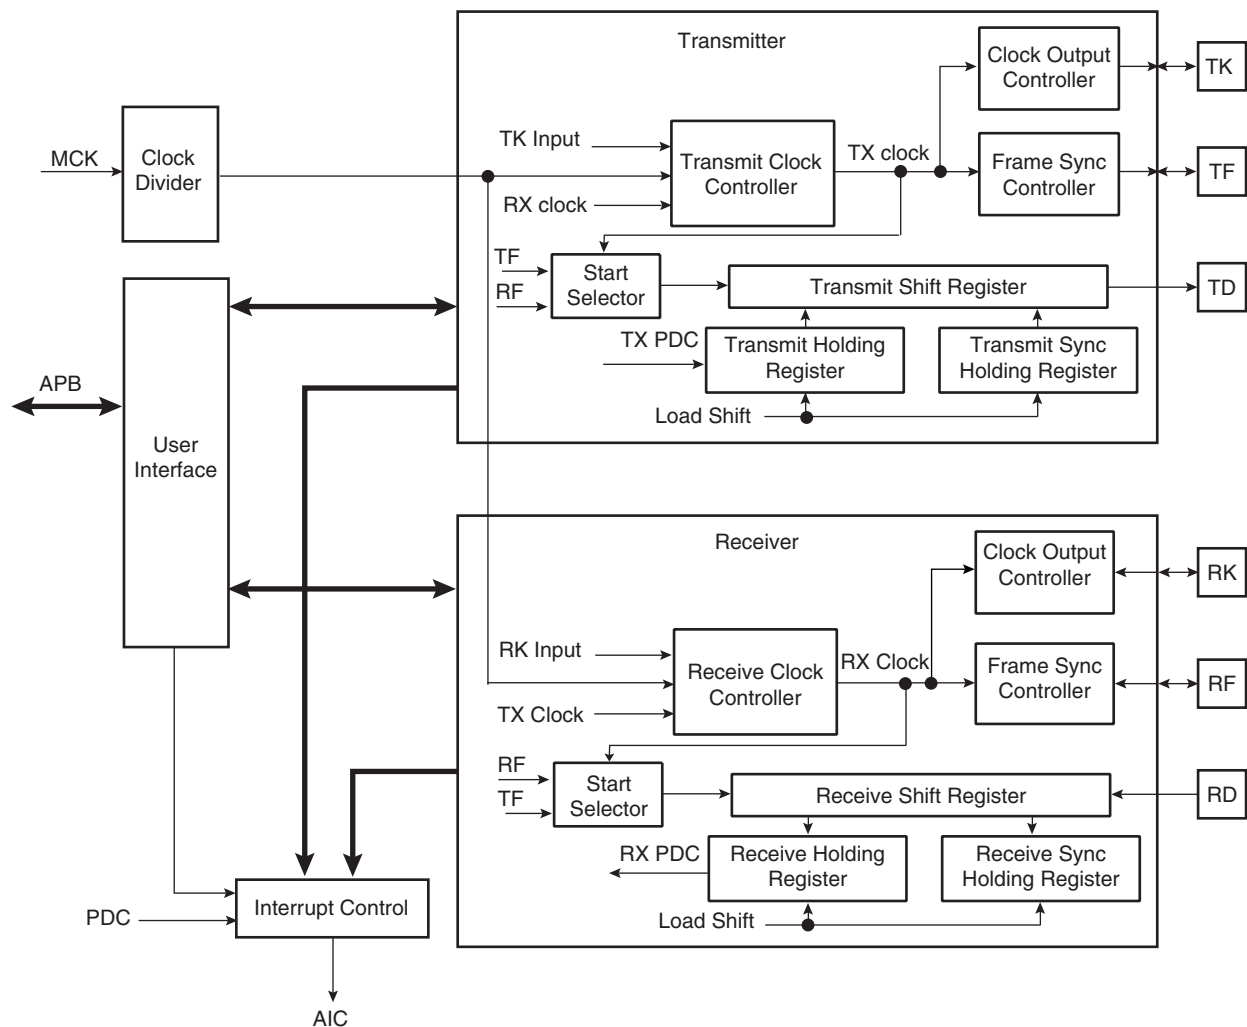 Transmitter
Clock Output
Controller
TK
MCK
Clock
Divider
TK Input
Transmit Clock
Controller
TX clock
Frame Sync
Controller
TF
RX clock
TF
RF
Start
Selector
Transmit Shift Register
TD
TX PDC
Transmit Holding
Register
Transmit Sync
Holding Register
Load Shift
APB
User
Interface
Receiver
Clock Output
Controller
RK
RK Input
Receive Clock
Controller
RX Clock
Frame Sync
Controller
RF
TX Clock
RF
TF
Start
Selector
Receive Shift Register
RD
RX PDC
Receive Holding
Register
Receive Sync
Holding Register
Load Shift
PDC
Interrupt Control
AIC